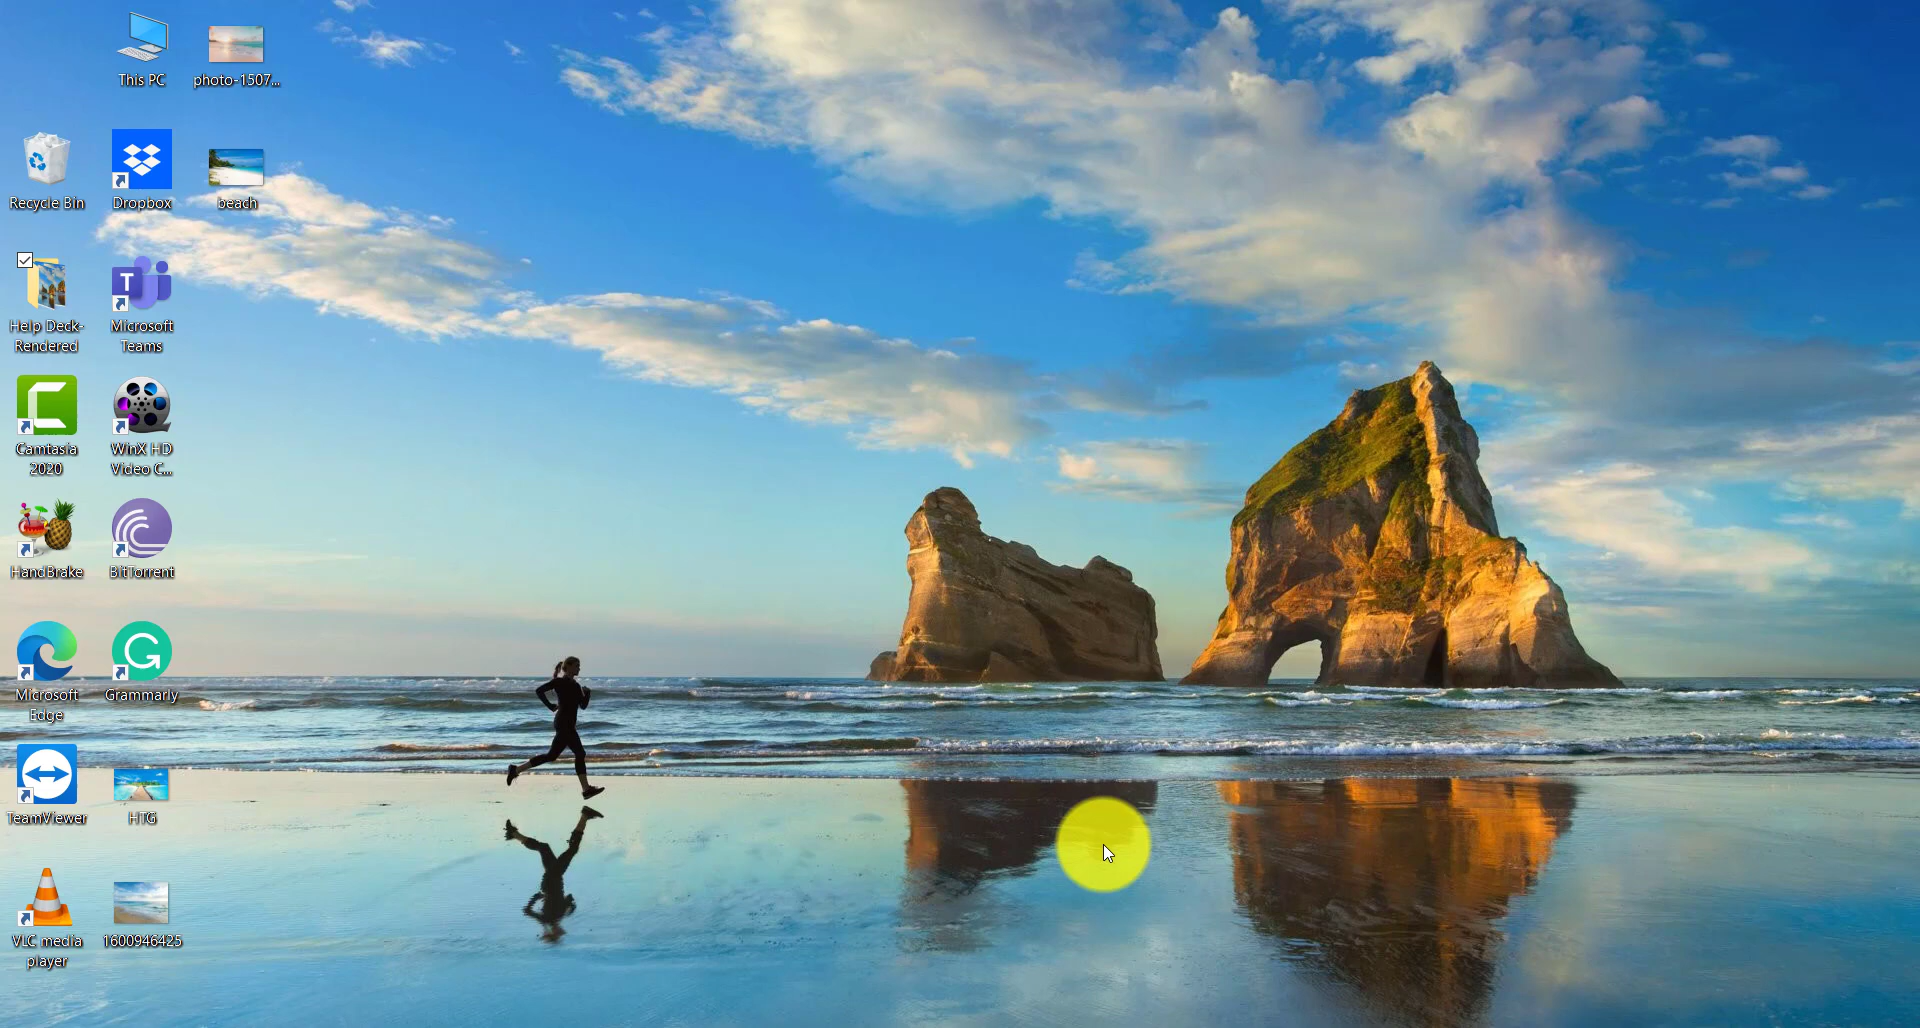 This PC
photo-1507...
Recycle Bin
Dropbox
beach
Help Deck-
Rendered
T
Microsoft
Teams
Camtasia
2020
WinX HD
Video C...
HandBrake
BitTorrent
Microsoft
Edge
G
Grammarly
TeamViewer
HTG
VLC media
player
1600946425